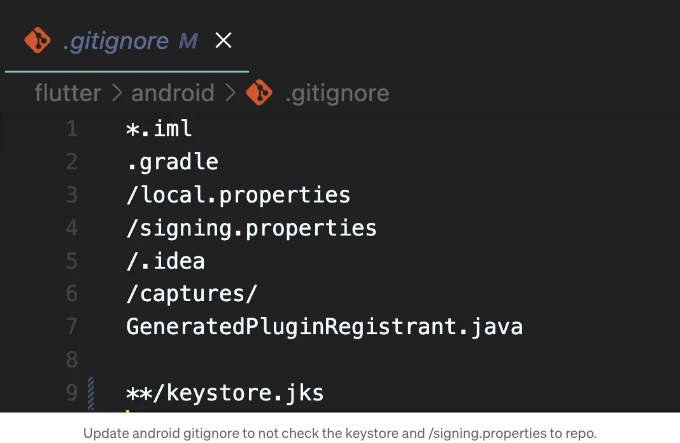 .gitignore M
flutter > android > .gitignore
1 *.iml
2 .gradle
3 /local.properties
4 /signing.properties
5 /.idea
6 /captures/
7 GeneratedPluginRegistrant.java
8
9 **/keystore.jks
Update android gitignore to not check the keystore and /signing.properties to repo.